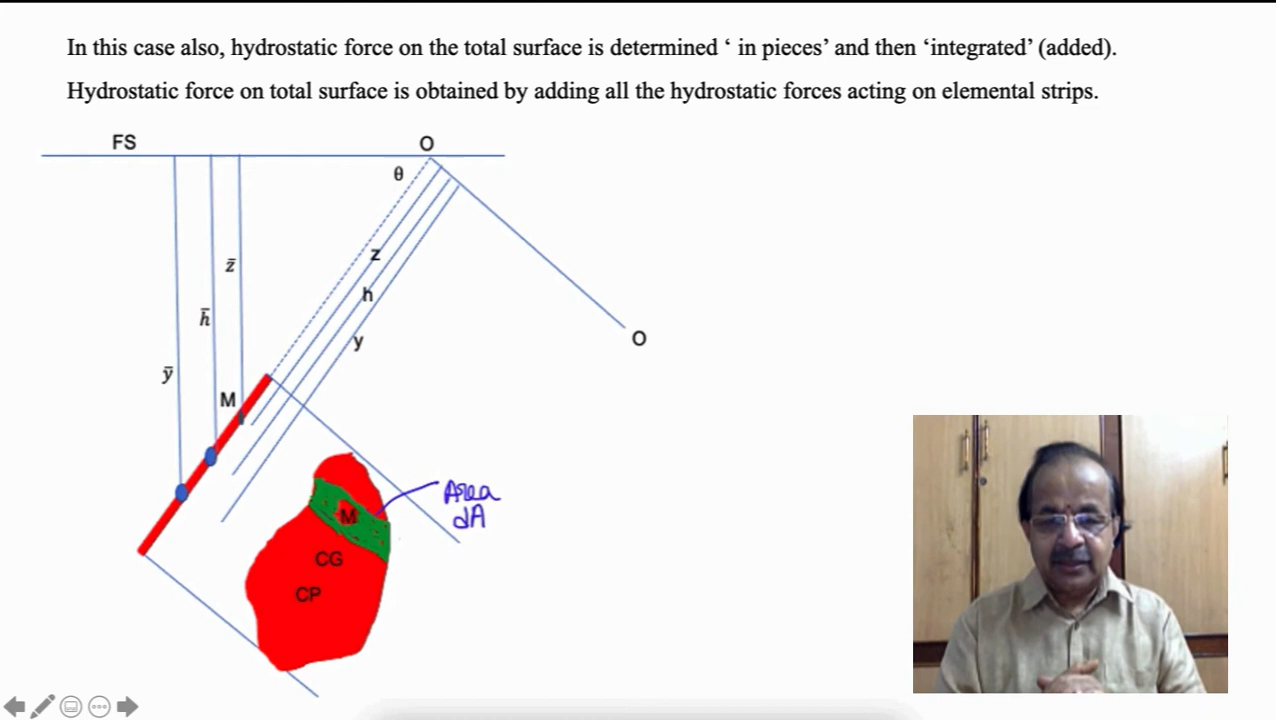 In this case also, hydrostatic force on the total surface is determined ‘ in pieces’ and then ‘integrated’ (added).
Hydrostatic force on total surface is obtained by adding all the hydrostatic forces acting on elemental strips.
FS
O
θ
z
z̄
h
h̄
y
O
ȳ
M
Area
dA
M
CG
CP